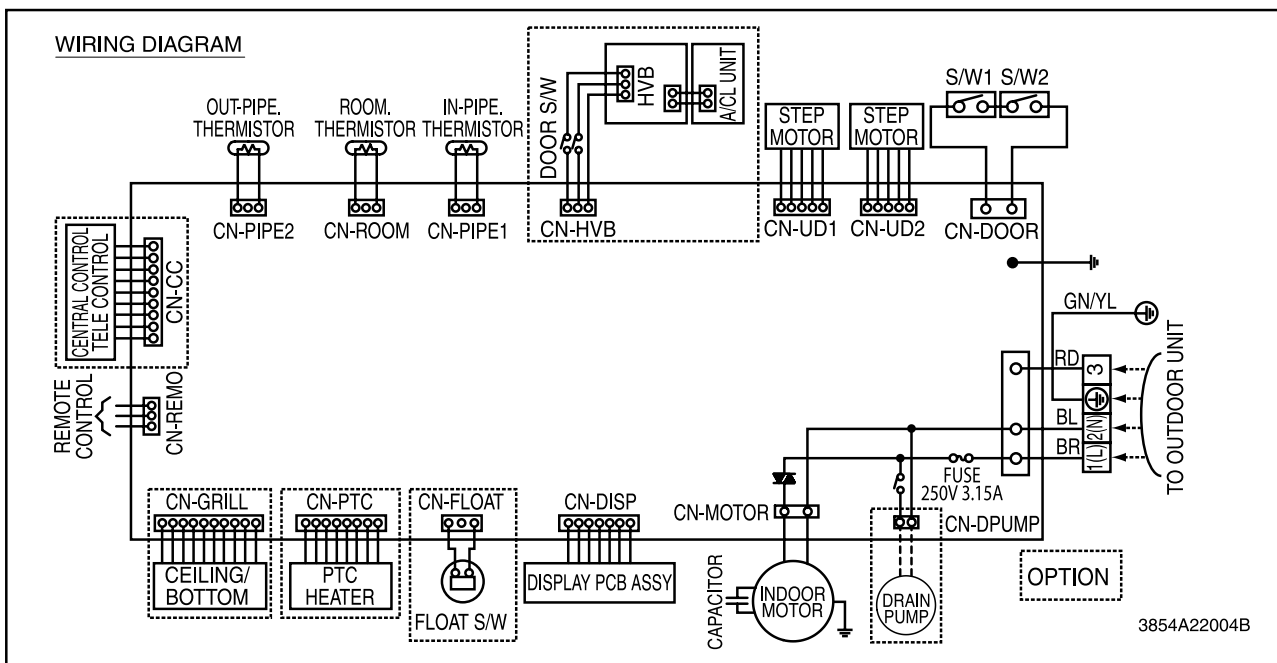 WIRING DIAGRAM
OUT-PIPE.
THERMISTOR
ROOM.
THERMISTOR
IN-PIPE.
THERMISTOR
DOOR S/W
HVB
A/CL UNIT
STEP
MOTOR
STEP
MOTOR
S/W1
S/W2
CN-PIPE2
CN-ROOM
CN-PIPE1
CN-HVB
CN-UD1
CN-UD2
CN-DOOR
CENTRAL CONTROL
TELE CONTROL
CN-CC
REMOTE
CONTROL
CN-REMO
GN/YL
RD
3
BL
2(N)
BR
1(L)
TO OUTDOOR UNIT
FUSE
250V 3.15A
CN-GRILL
CEILING/
BOTTOM
CN-PTC
PTC
HEATER
CN-FLOAT
FLOAT S/W
CN-DISP
DISPLAY PCB ASSY
CN-MOTOR
CAPACITOR
INDOOR
MOTOR
CN-DPUMP
DRAIN
PUMP
OPTION
3854A22004B